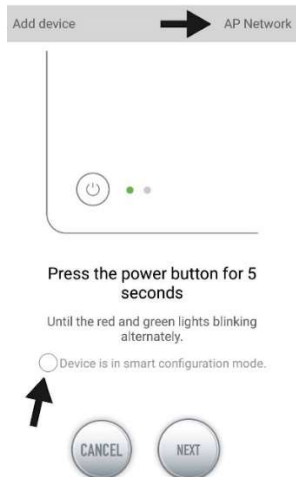 Add device AP Network
Press the power button for 5
seconds
Until the red and green lights blinking
alternately.
Device is in smart configuration mode.
CANCEL NEXT